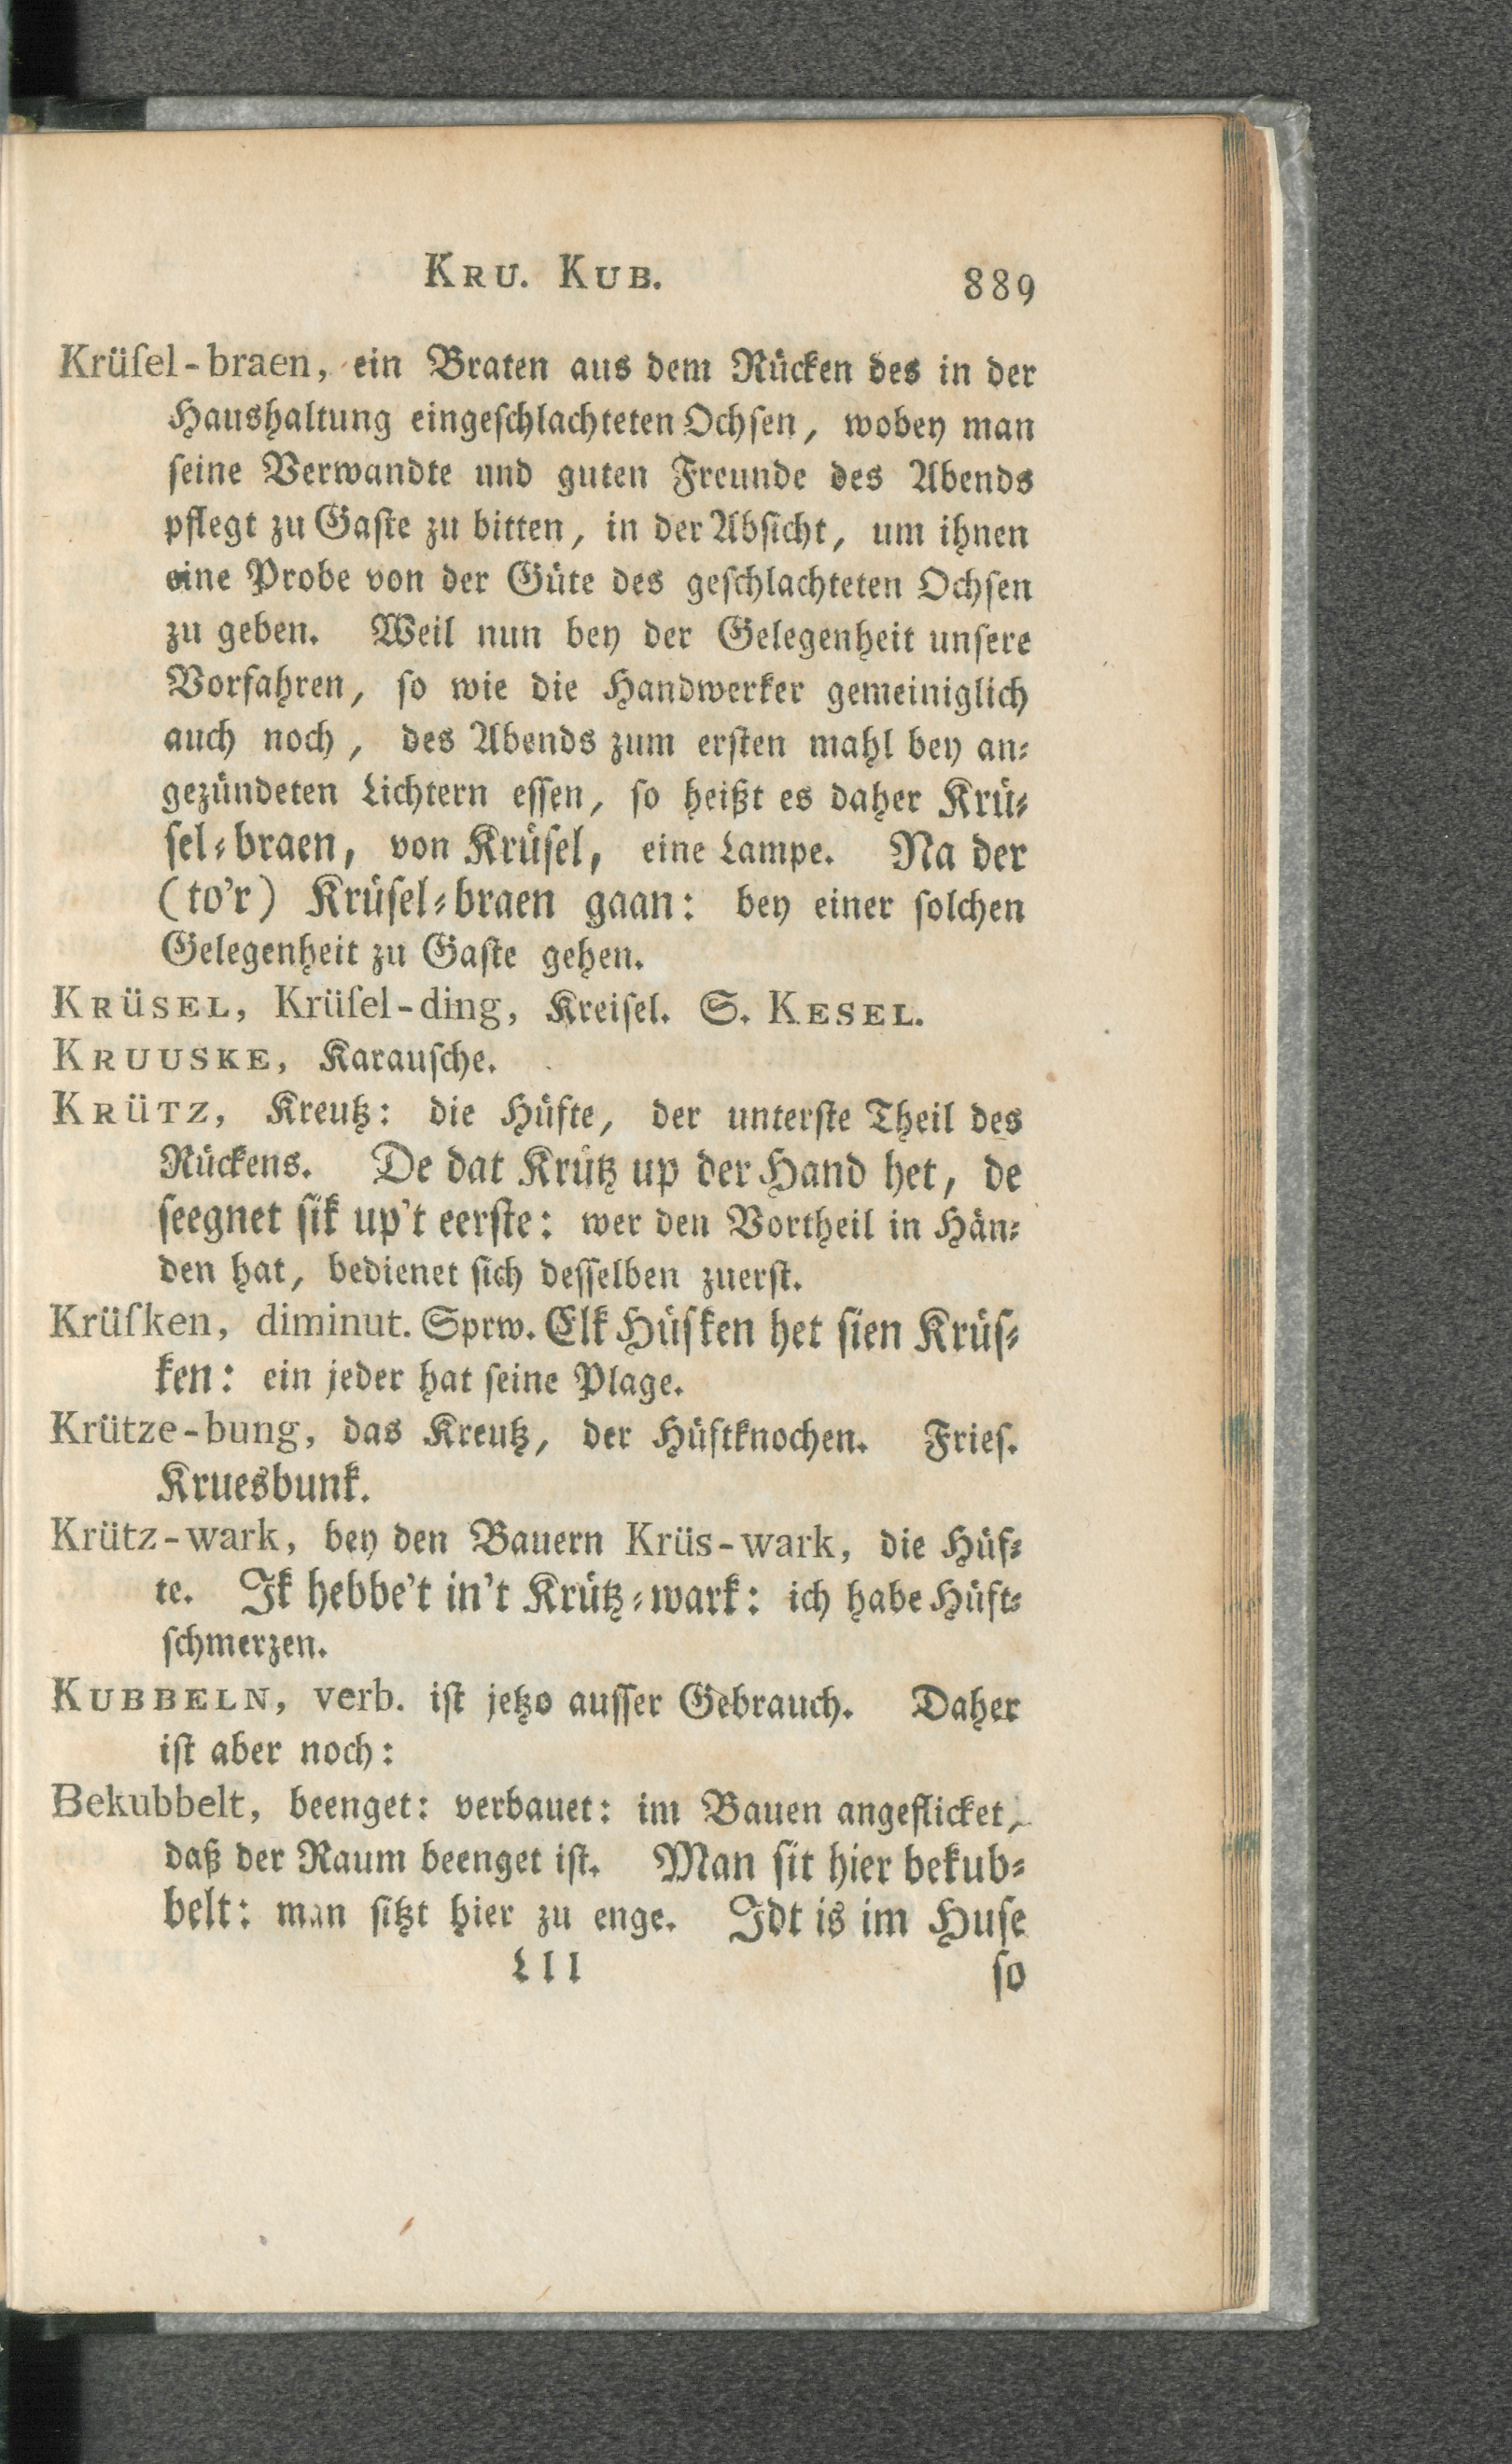 KRU. KUB. 889
Krüſel-braen, ein Braten aus dem Rücken des in der
Haushaltung eingeſchlachteten Ochſen, wobey man
ſeine Verwandte und guten Freunde des Abends
pflegt zu Gaſte zu bitten, in der Abſicht, um ihnen
eine Probe von der Güte des geſchlachteten Ochſen
zu geben. Weil nun bey der Gelegenheit unſere
Vorfahren, ſo wie die Handwerker gemeiniglich
auch noch, des Abends zum erſten mahl bey an⸗
gezündeten Lichtern eſſen, ſo heißt es daher Krü⸗
ſel⸗braen, von Krüſel, eine Lampe. Na der
(to'r) Krüſel⸗braen gaan: bey einer ſolchen
Gelegenheit zu Gaſte gehen.
KRÜSEL, Krüſel-ding, Kreiſel. S. KESEL.
KRUUSKE, Karauſche.
KRÜTZ, Kreutz: die Hüfte, der unterſte Theil des
Rückens. De dat Krütz up der Hand het, de
ſeegnet ſik up't eerſte: wer den Vortheil in Hän⸗
den hat, bedienet ſich deſſelben zuerſt.
Krüſken, diminut. Sprw. Elk Hüſken het ſien Krüs⸗
ken: ein jeder hat ſeine Plage.
Krütze-bung, das Kreutz, der Hüftknochen. Frieſ.
Kruesbunk.
Krütz-wark, bey den Bauern Krüs-wark, die Hüf⸗
te. Ik hebbe't in't Krütz⸗wark: ich habe Hüft⸗
ſchmerzen.
KUBBELN, verb. iſt jetzo auſſer Gebrauch. Daher
iſt aber noch:
Bekubbelt, beenget: verbauet: im Bauen angeflicket,
daß der Raum beenget iſt. Man ſit hier bekub⸗
belt: man ſitzt hier zu enge. Idt is im Huſe
Lll ſo